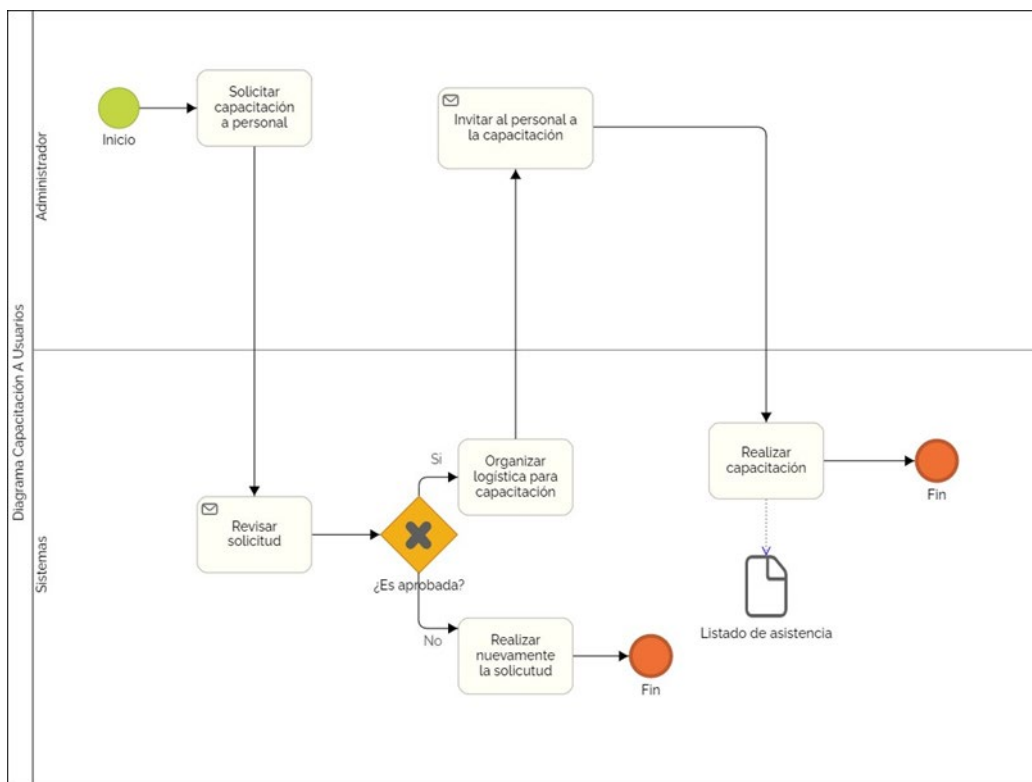 Diagrama Capacitación A Usuarios
Administrador
Inicio
Solicitar
capacitación
a personal
Invitar al personal a
la capacitación
Sistemas
Revisar
solicitud
¿Es aprobada?
Si
Organizar
logística para
capacitación
No
Realizar
nuevamente
la solicutud
Fin
Realizar
capacitación
Fin
Listado de asistencia